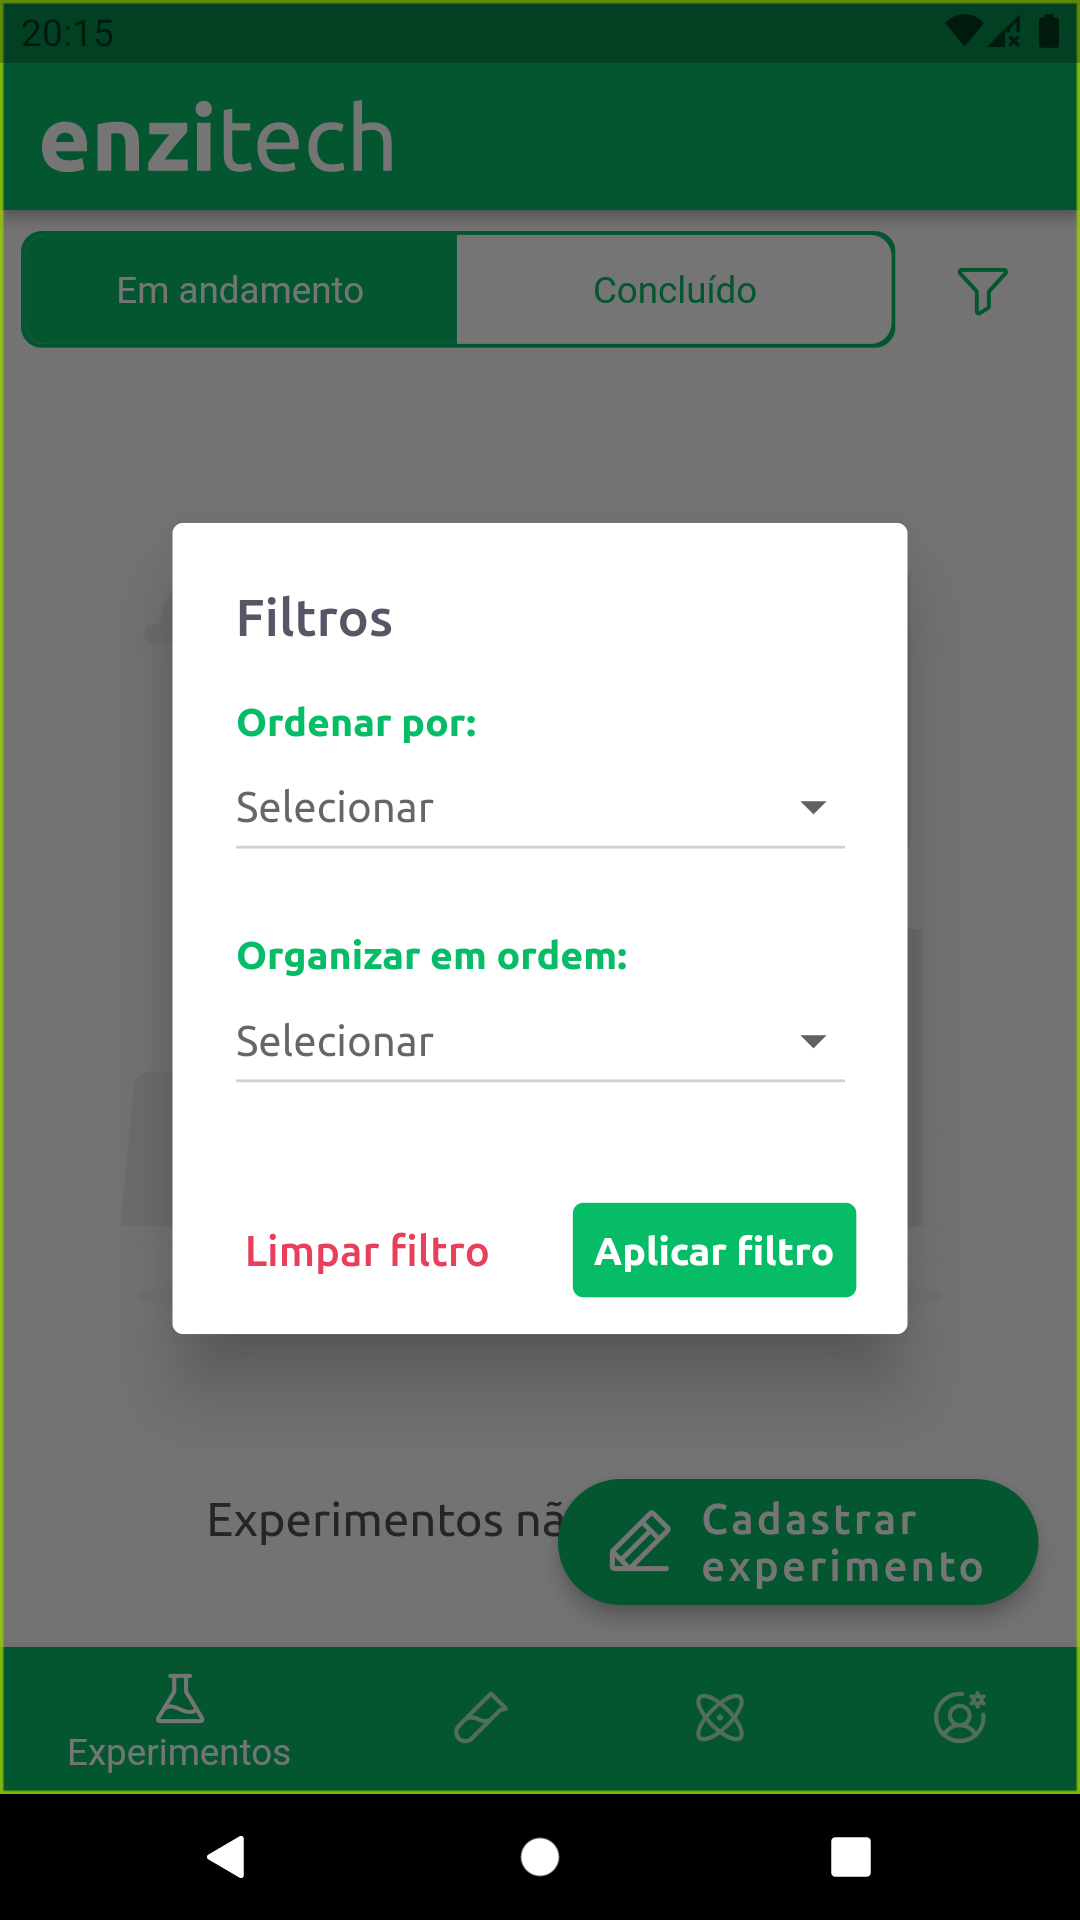 20:15
enzitech
Em andamento
Concluído
Filtros
Ordenar por:
Selecionar
Organizar em ordem:
Selecionar
Limpar filtro
Aplicar filtro
Experimentos nã
Cadastrar
experimento
Experimentos